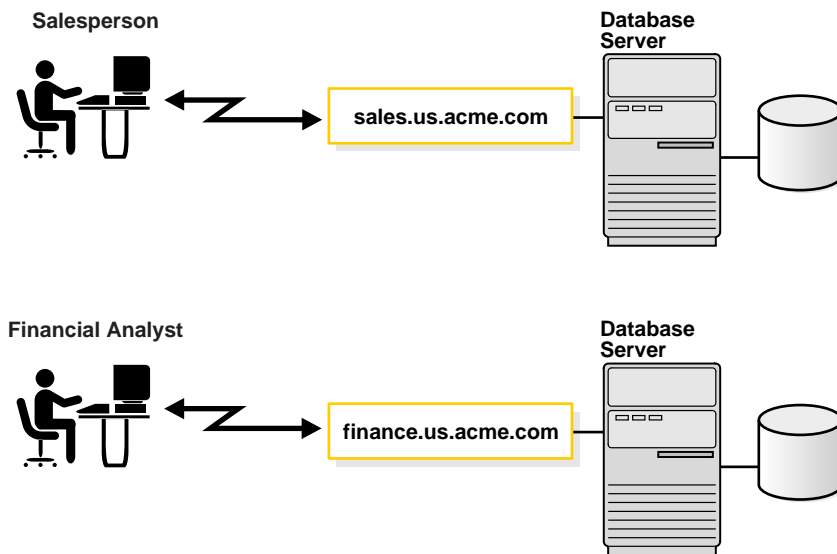 Salesperson
Database
Server
sales.us.acme.com
Financial Analyst
Database
Server
finance.us.acme.com